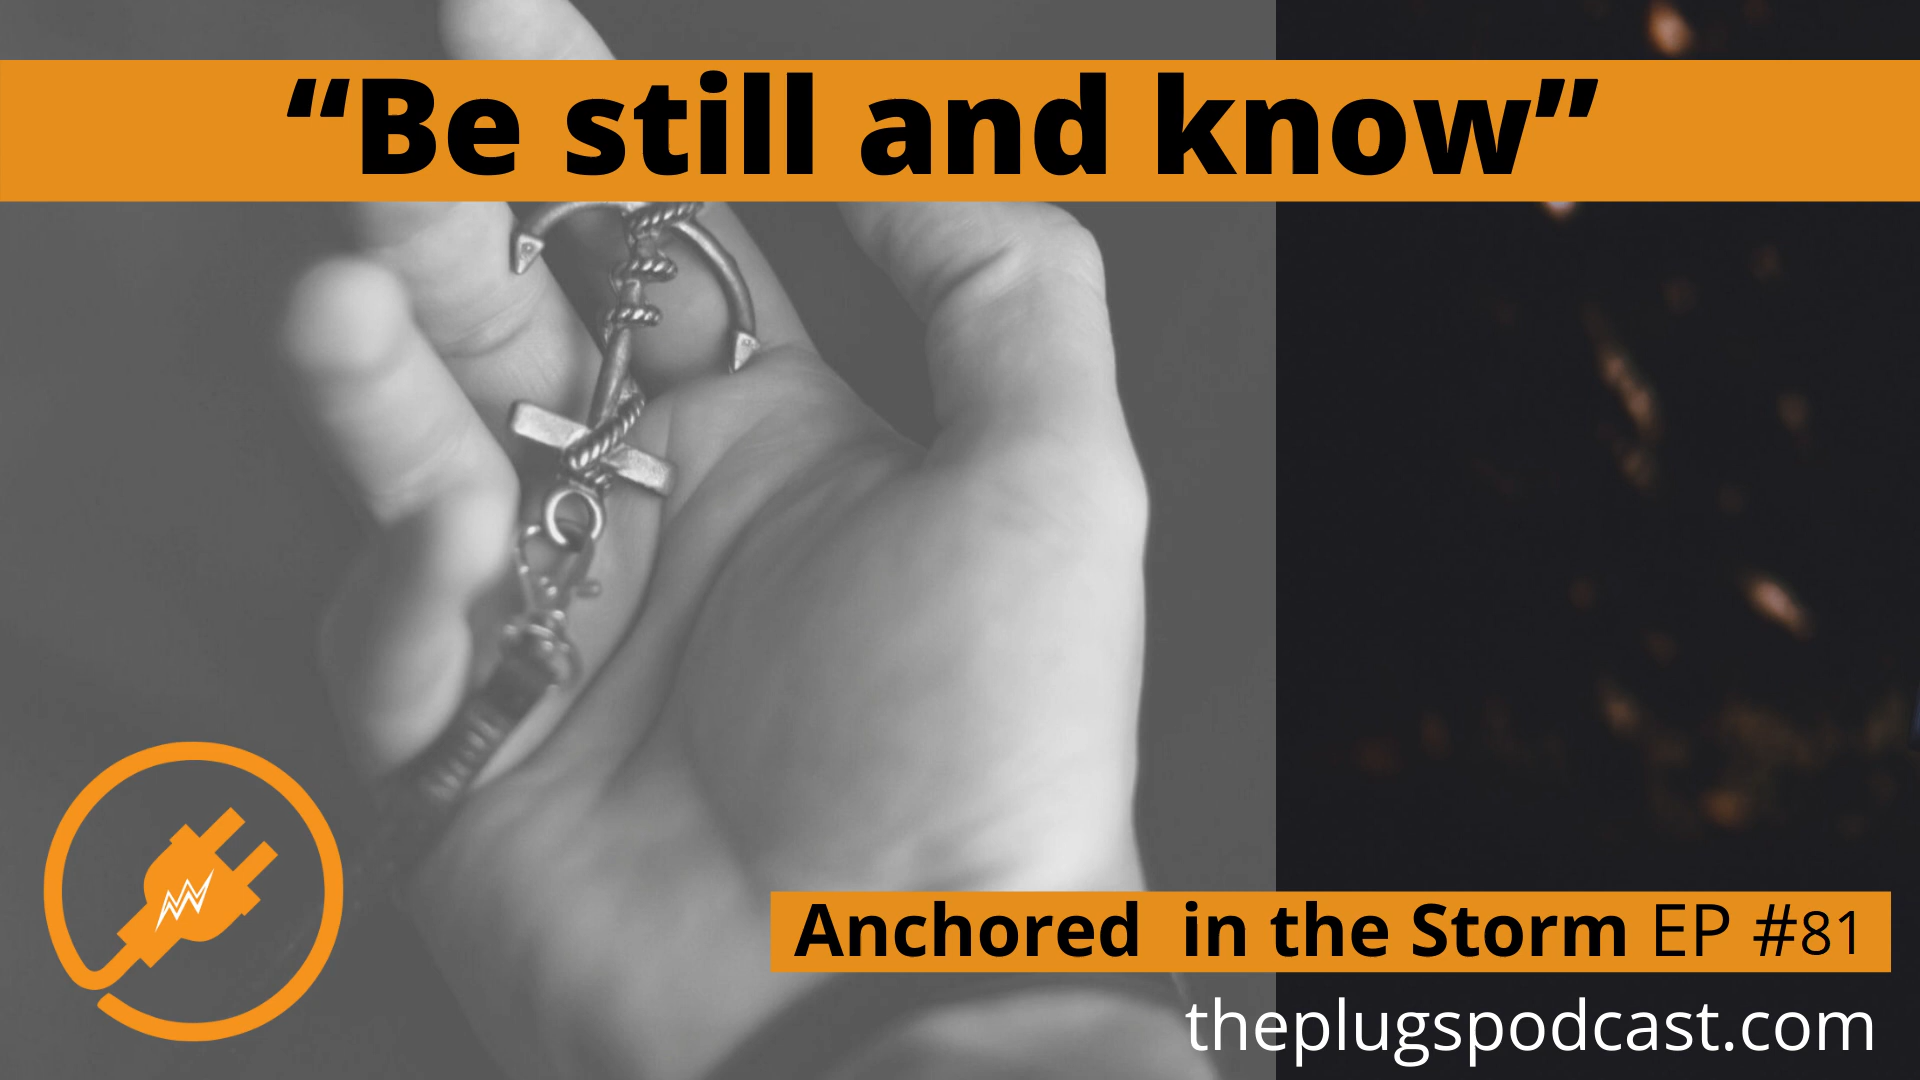 “Be still and know”
Anchored  in the Storm EP #81
theplugspodcast.com